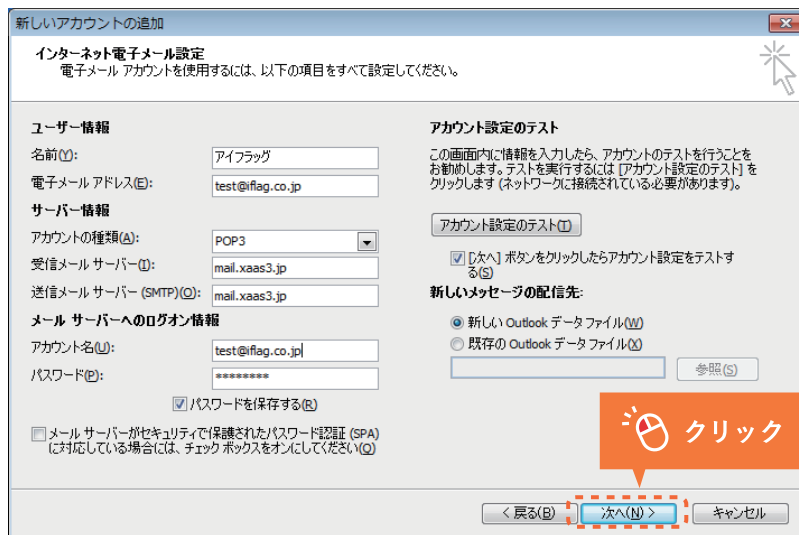 新しいアカウントの追加
インターネット電子メール設定
電子メール アカウントを使用するには、以下の項目をすべて設定してください。
ユーザー情報
名前(Y):
アイフラッグ
電子メール アドレス(E):
test@iflag.co.jp
サーバー情報
アカウントの種類(A):
POP3
受信メール サーバー(I):
mail.xaas3.jp
送信メール サーバー (SMTP)(O):
mail.xaas3.jp
メール サーバーへのログオン情報
アカウント名(U):
test@iflag.co.jp
パスワード(P):
********
パスワードを保存する(R)
メール サーバーがセキュリティで保護されたパスワード認証 (SPA)
に対応している場合には、チェック ボックスをオンにしてください(Q)
アカウント設定のテスト
この画面内に情報を入力したら、アカウントのテストを行うことを
お勧めします。テストを実行するには [アカウント設定のテスト] を
クリックします (ネットワークに接続されている必要があります)。
アカウント設定のテスト(T)
[次へ] ボタンをクリックしたらアカウント設定をテストす
る(S)
新しいメッセージの配信先:
新しい Outlook データ ファイル(W)
既存の Outlook データ ファイル(X)
参照(S)
クリック
< 戻る(B)
次へ(N) >
キャンセル